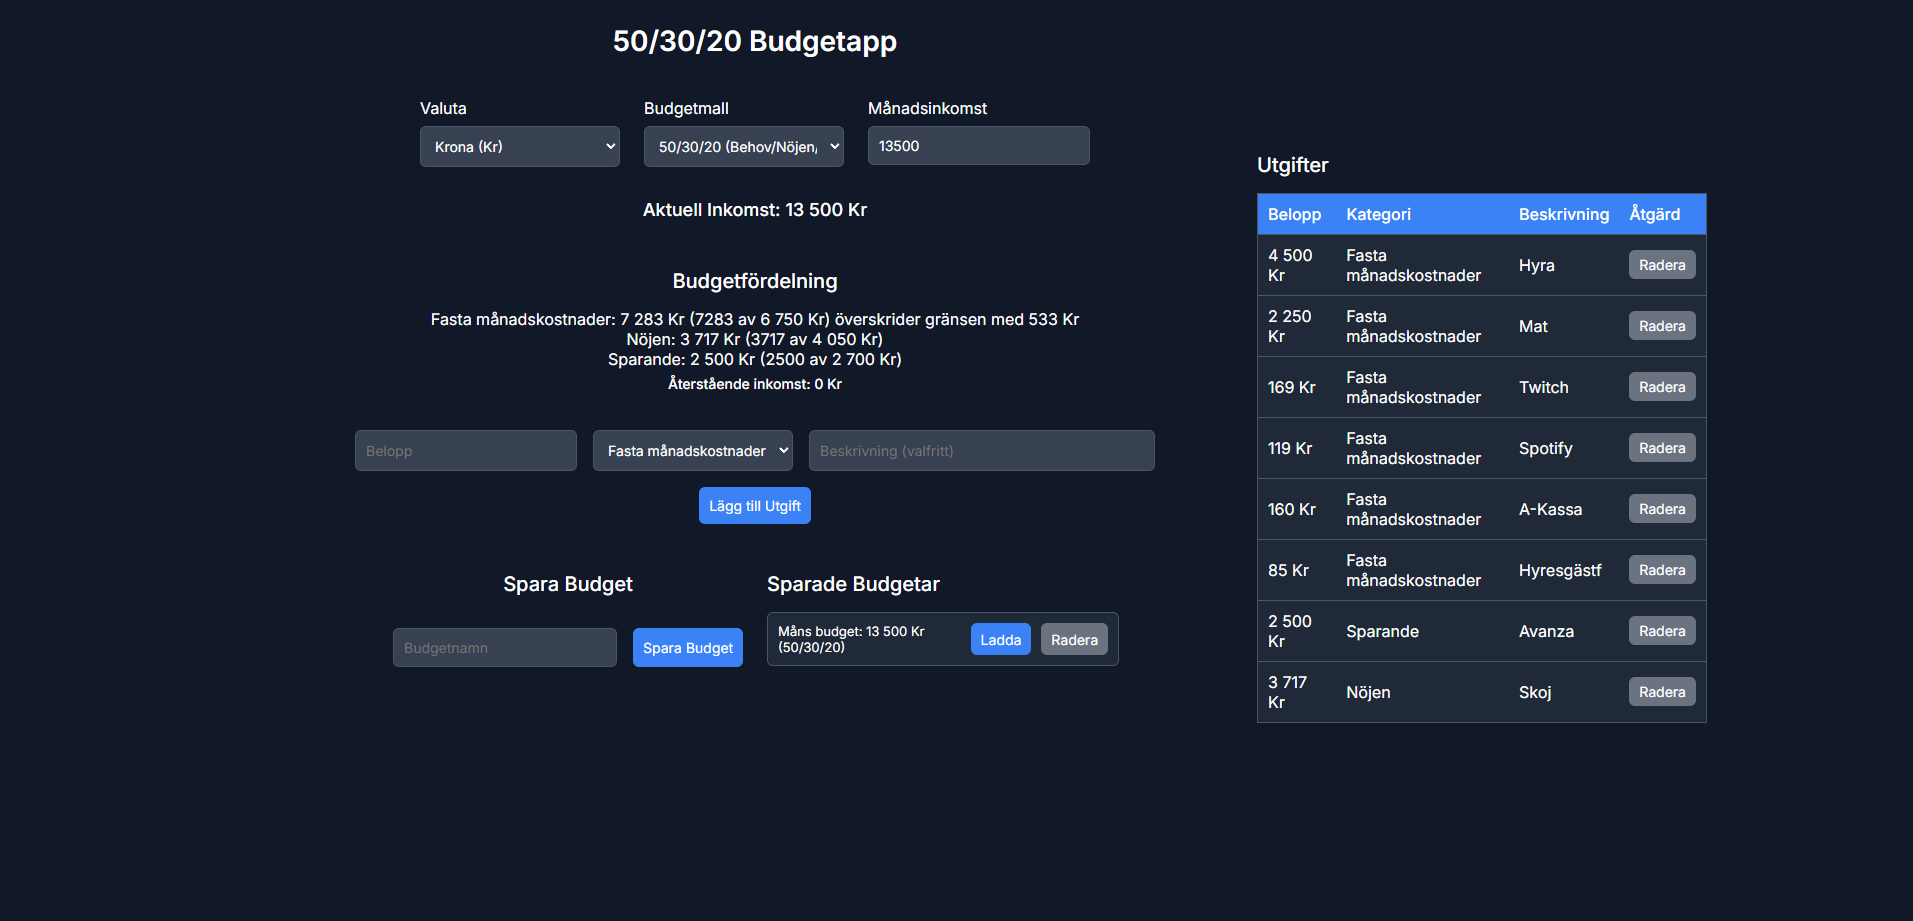 50/30/20 Budgetapp
Valuta
Budgetmall
Månadsinkomst
Krona (Kr)
50/30/20 (Behov/Nöjen/
13500
Aktuell Inkomst: 13 500 Kr
Budgetfördelning
Fasta månadskostnader: 7 283 Kr (7283 av 6 750 Kr) överskrider gränsen med 533 Kr
Nöjen: 3 717 Kr (3717 av 4 050 Kr)
Sparande: 2 500 Kr (2500 av 2 700 Kr)
Återstående inkomst: 0 Kr
Belopp
Fasta månadskostnader
Beskrivning (valfritt)
Lägg till Utgift
Spara Budget
Budgetnamn
Spara Budget
Sparade Budgetar
Måns budget: 13 500 Kr
(50/30/20)
Ladda
Radera
Utgifter
Belopp Kategori Beskrivning Åtgärd
4 500 Fasta
Kr månadskostnader Hyra Radera
2 250 Fasta
Kr månadskostnader Mat Radera
169 Kr Fasta
månadskostnader Twitch Radera
119 Kr Fasta
månadskostnader Spotify Radera
160 Kr Fasta
månadskostnader A-Kassa Radera
85 Kr Fasta
månadskostnader Hyresgästf Radera
2 500
Kr Sparande Avanza Radera
3 717
Kr Nöjen Skoj Radera